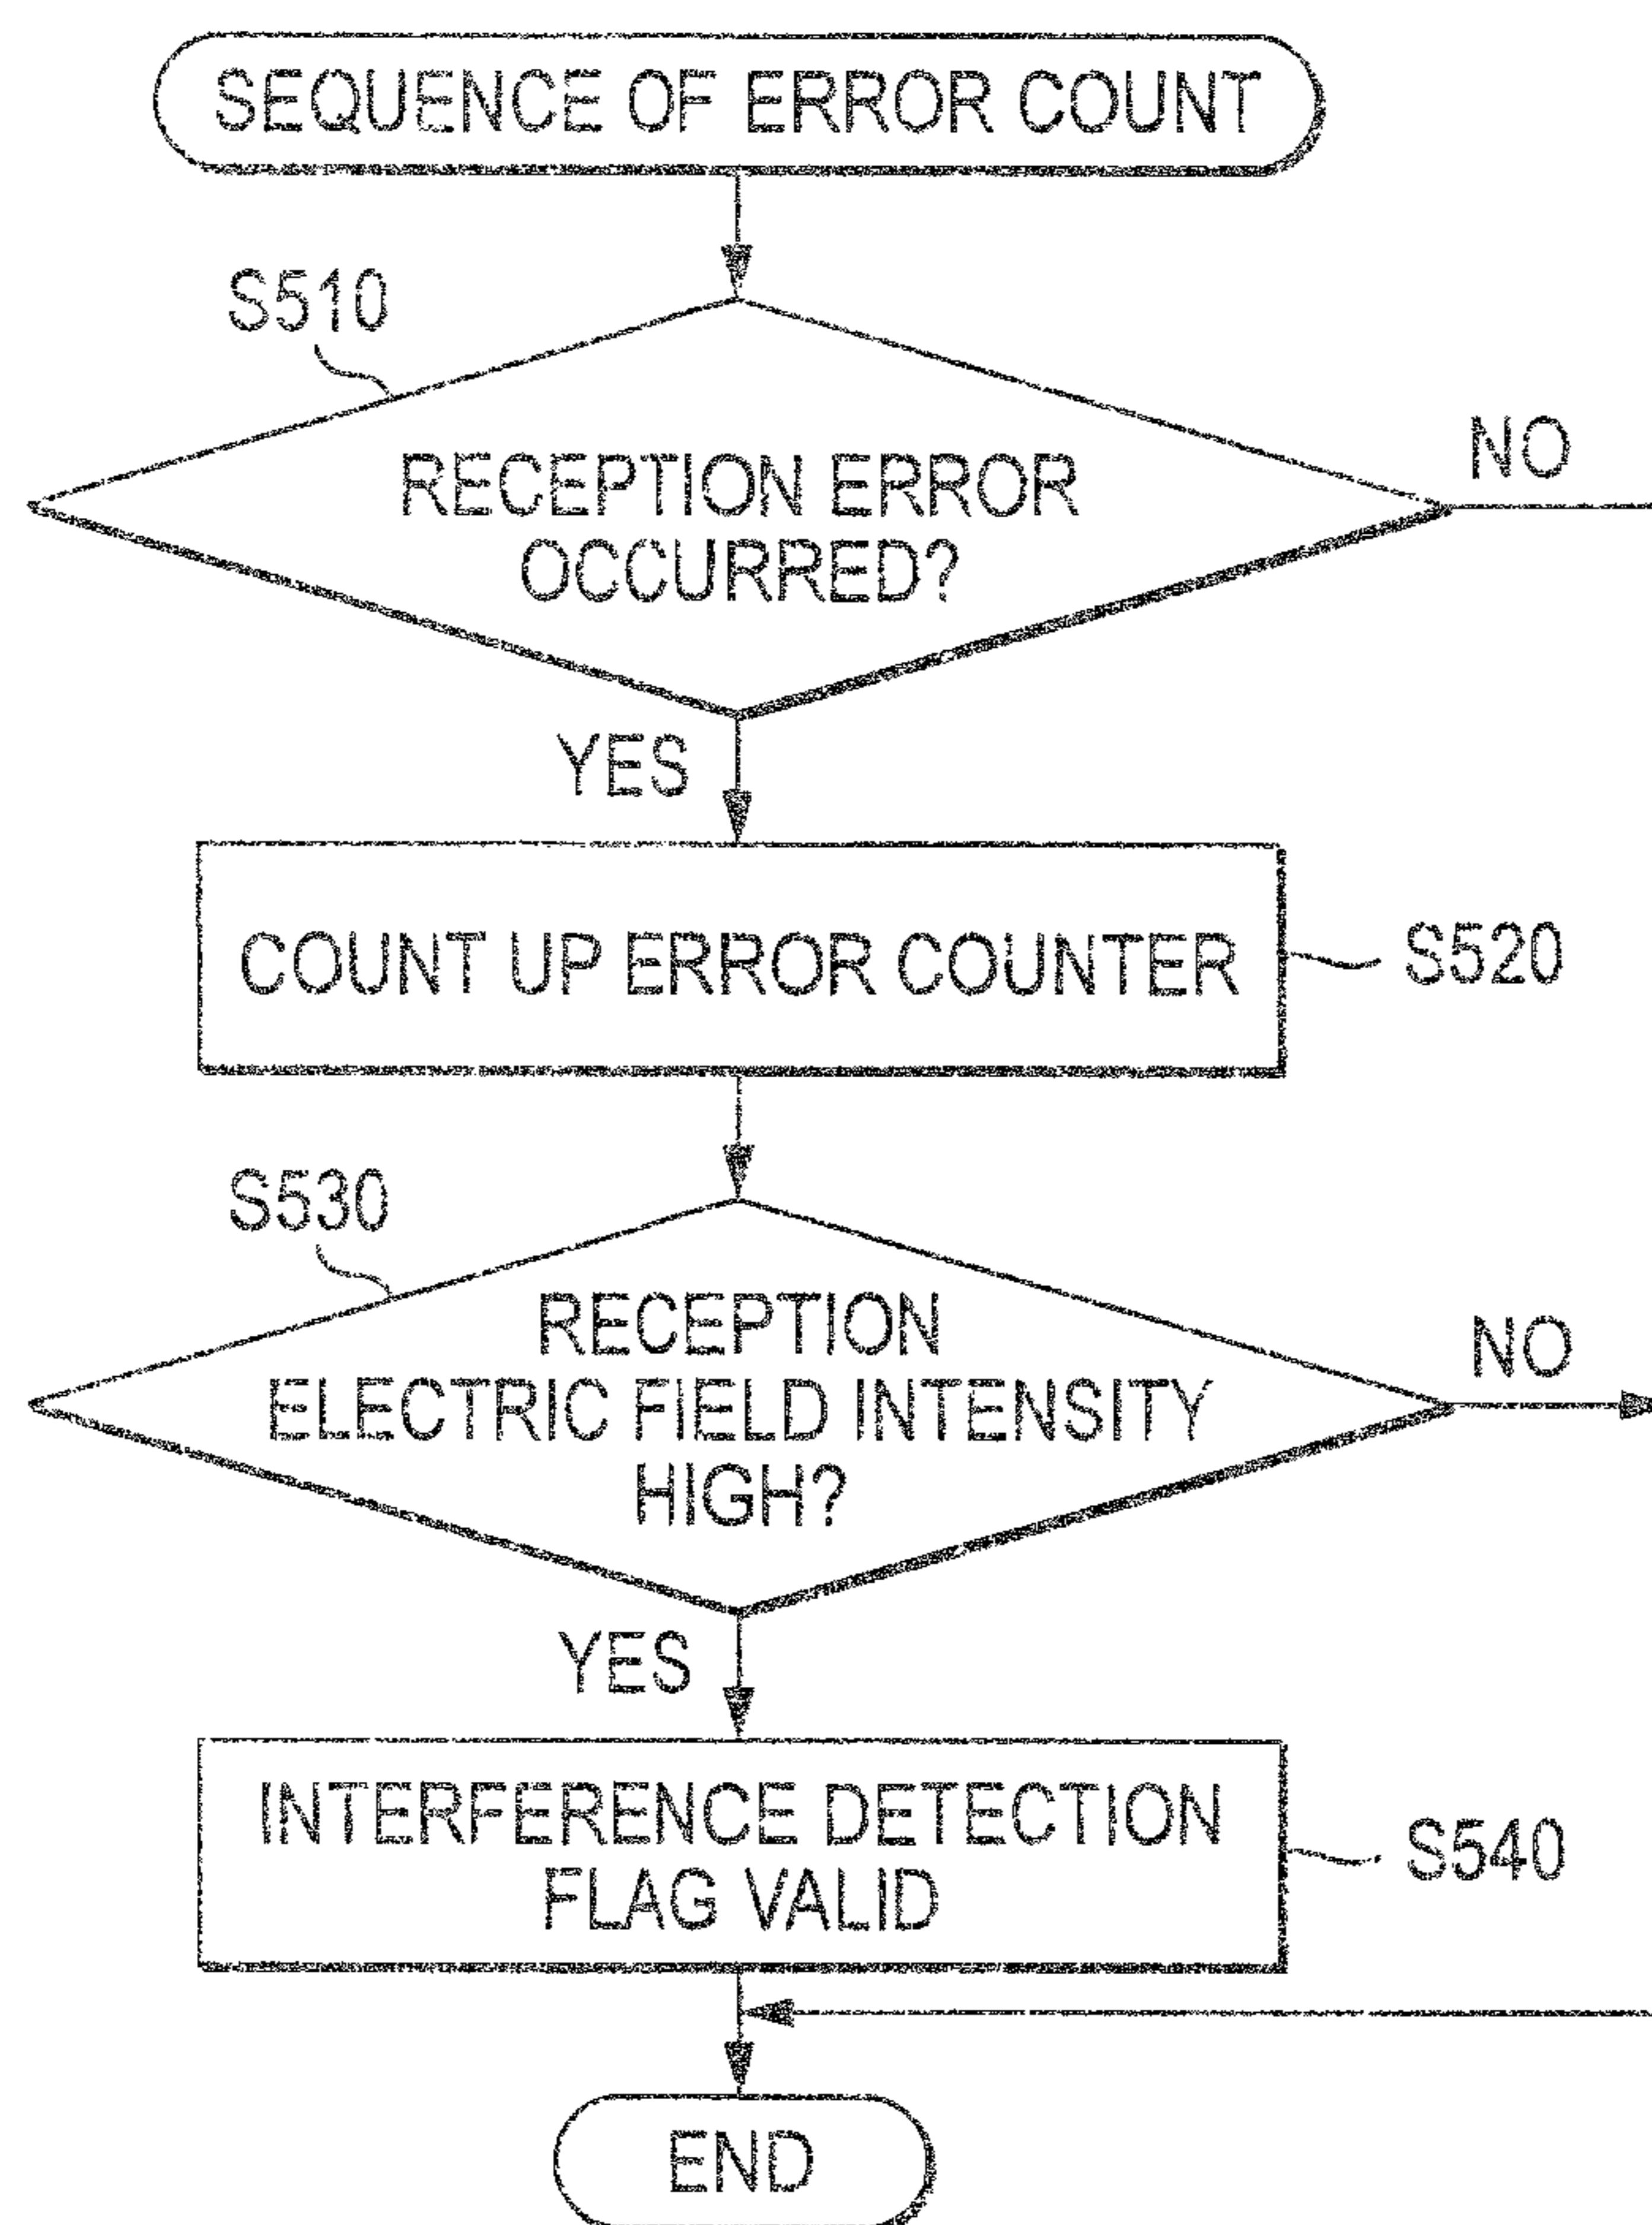 SEQUENCE OF ERROR COUNT
S510
RECEPTION ERROR
OCCURRED?
NO
YES
COUNT UP ERROR COUNTER
S520
S530
RECEPTION
ELECTRIC FIELD INTENSITY
HIGH?
NO
YES
INTERFERENCE DETECTION
FLAG VALID
S540
END